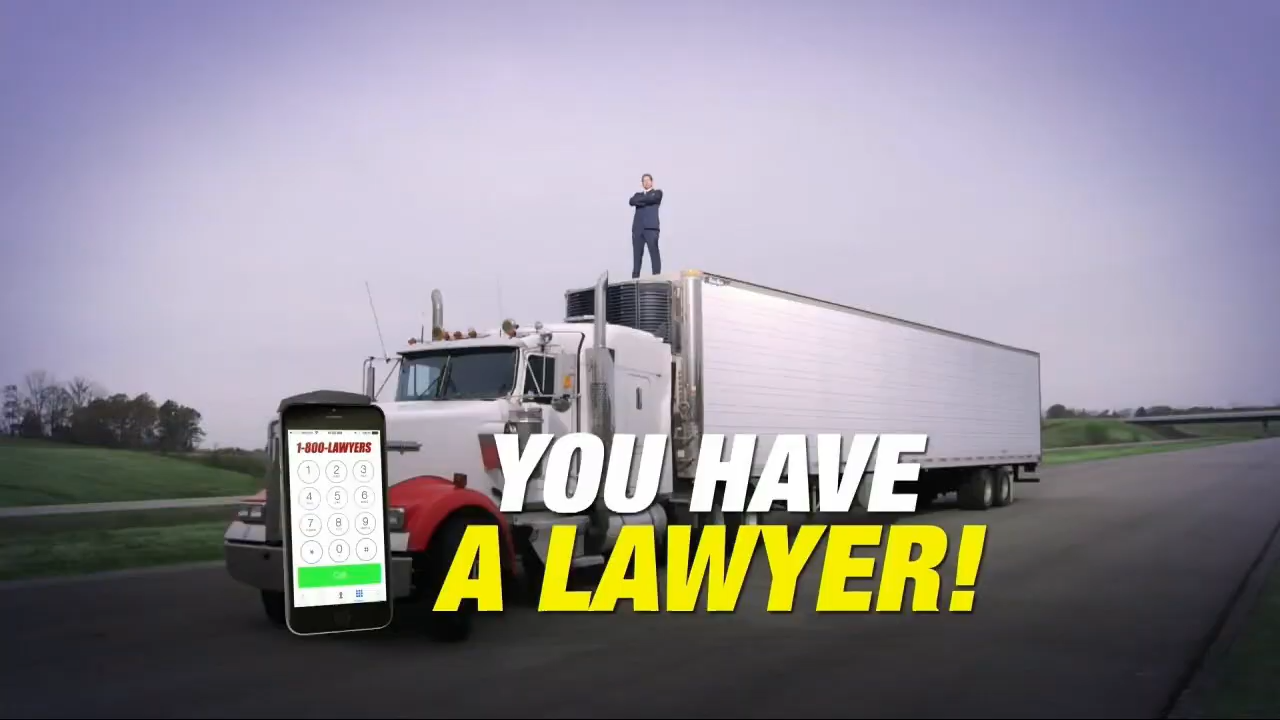 1-800-LAWYERS
1 2 3
4 5 6
7 8 9
* 0 #
Call
YOU HAVE
A LAWYER!